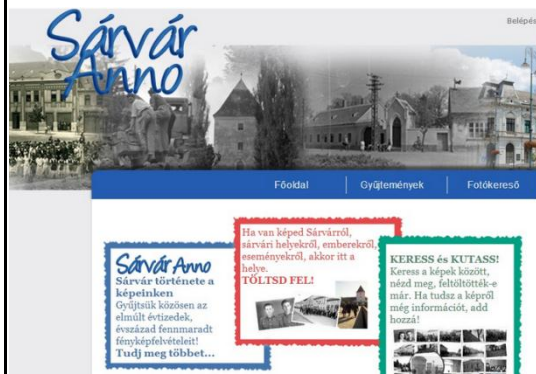 Sárvár
Anno
Belépés
Főoldal
Gyűjtemények
Fotókereső
Sárvár Anno
Sárvár története a
képeinken
Gyűjtsük közösen az
elmúlt évtizedek,
évszázad fennmaradt
fényképfelvételeit!
Tudj meg többet...
Ha van képed Sárvárról,
sárvári helyekről, emberekről,
eseményekről, akkor itt a
helye.
TÖLTSD FEL!
KERESS és KUTASS!
Keress a képek között,
nézd meg, feltöltötték-e
már. Ha tudsz a képről
még információt, add
hozzá!